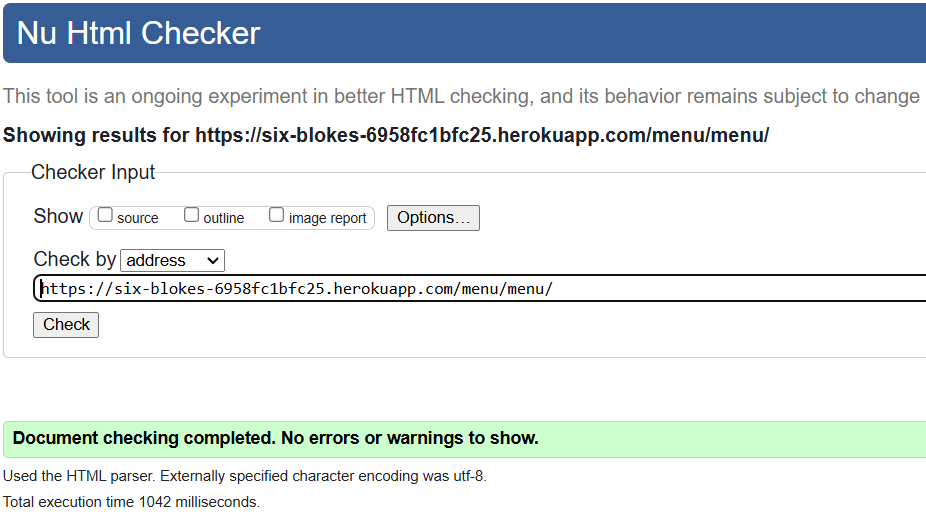 Nu Html Checker
This tool is an ongoing experiment in better HTML checking, and its behavior remains subject to change
Showing results for https://six-blokes-6958fc1bfc25.herokuapp.com/menu/menu/
Checker Input
Show source outline image report Options...
Check by address
https://six-blokes-6958fc1bfc25.herokuapp.com/menu/menu/
Check
Document checking completed. No errors or warnings to show.
Used the HTML parser. Externally specified character encoding was utf-8.
Total execution time 1042 milliseconds.